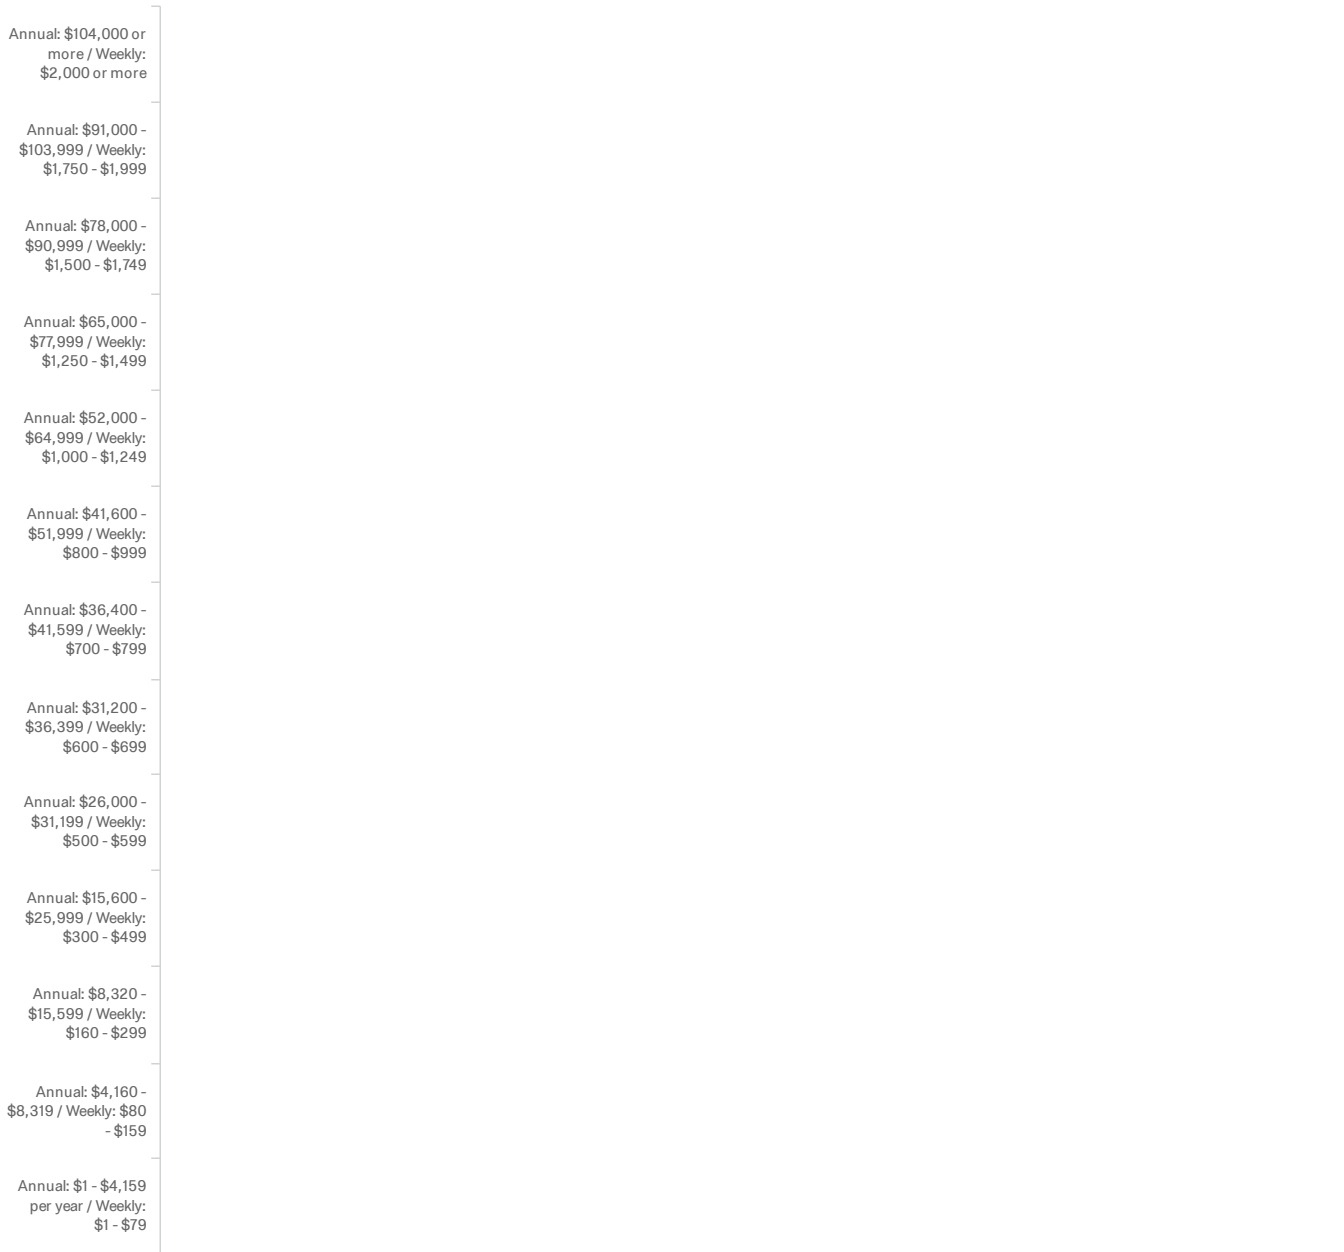 Annual: $104,000 or
more / Weekly:
$2,000 or more
Annual: $91,000 -
$103,999 / Weekly:
$1,750 - $1,999
Annual: $78,000 -
$90,999 / Weekly:
$1,500 - $1,749
Annual: $65,000 -
$77,999 / Weekly:
$1,250 - $1,499
Annual: $52,000 -
$64,999 / Weekly:
$1,000 - $1,249
Annual: $41,600 -
$51,999 / Weekly:
$800 - $999
Annual: $36,400 -
$41,599 / Weekly:
$700 - $799
Annual: $31,200 -
$36,399 / Weekly:
$600 - $699
Annual: $26,000 -
$31,199 / Weekly:
$500 - $599
Annual: $15,600 -
$25,999 / Weekly:
$300 - $499
Annual: $8,320 -
$15,599 / Weekly:
$160 - $299
Annual: $4,160 -
$8,319 / Weekly: $80
- $159
Annual: $1 - $4,159
per year / Weekly:
$1 - $79